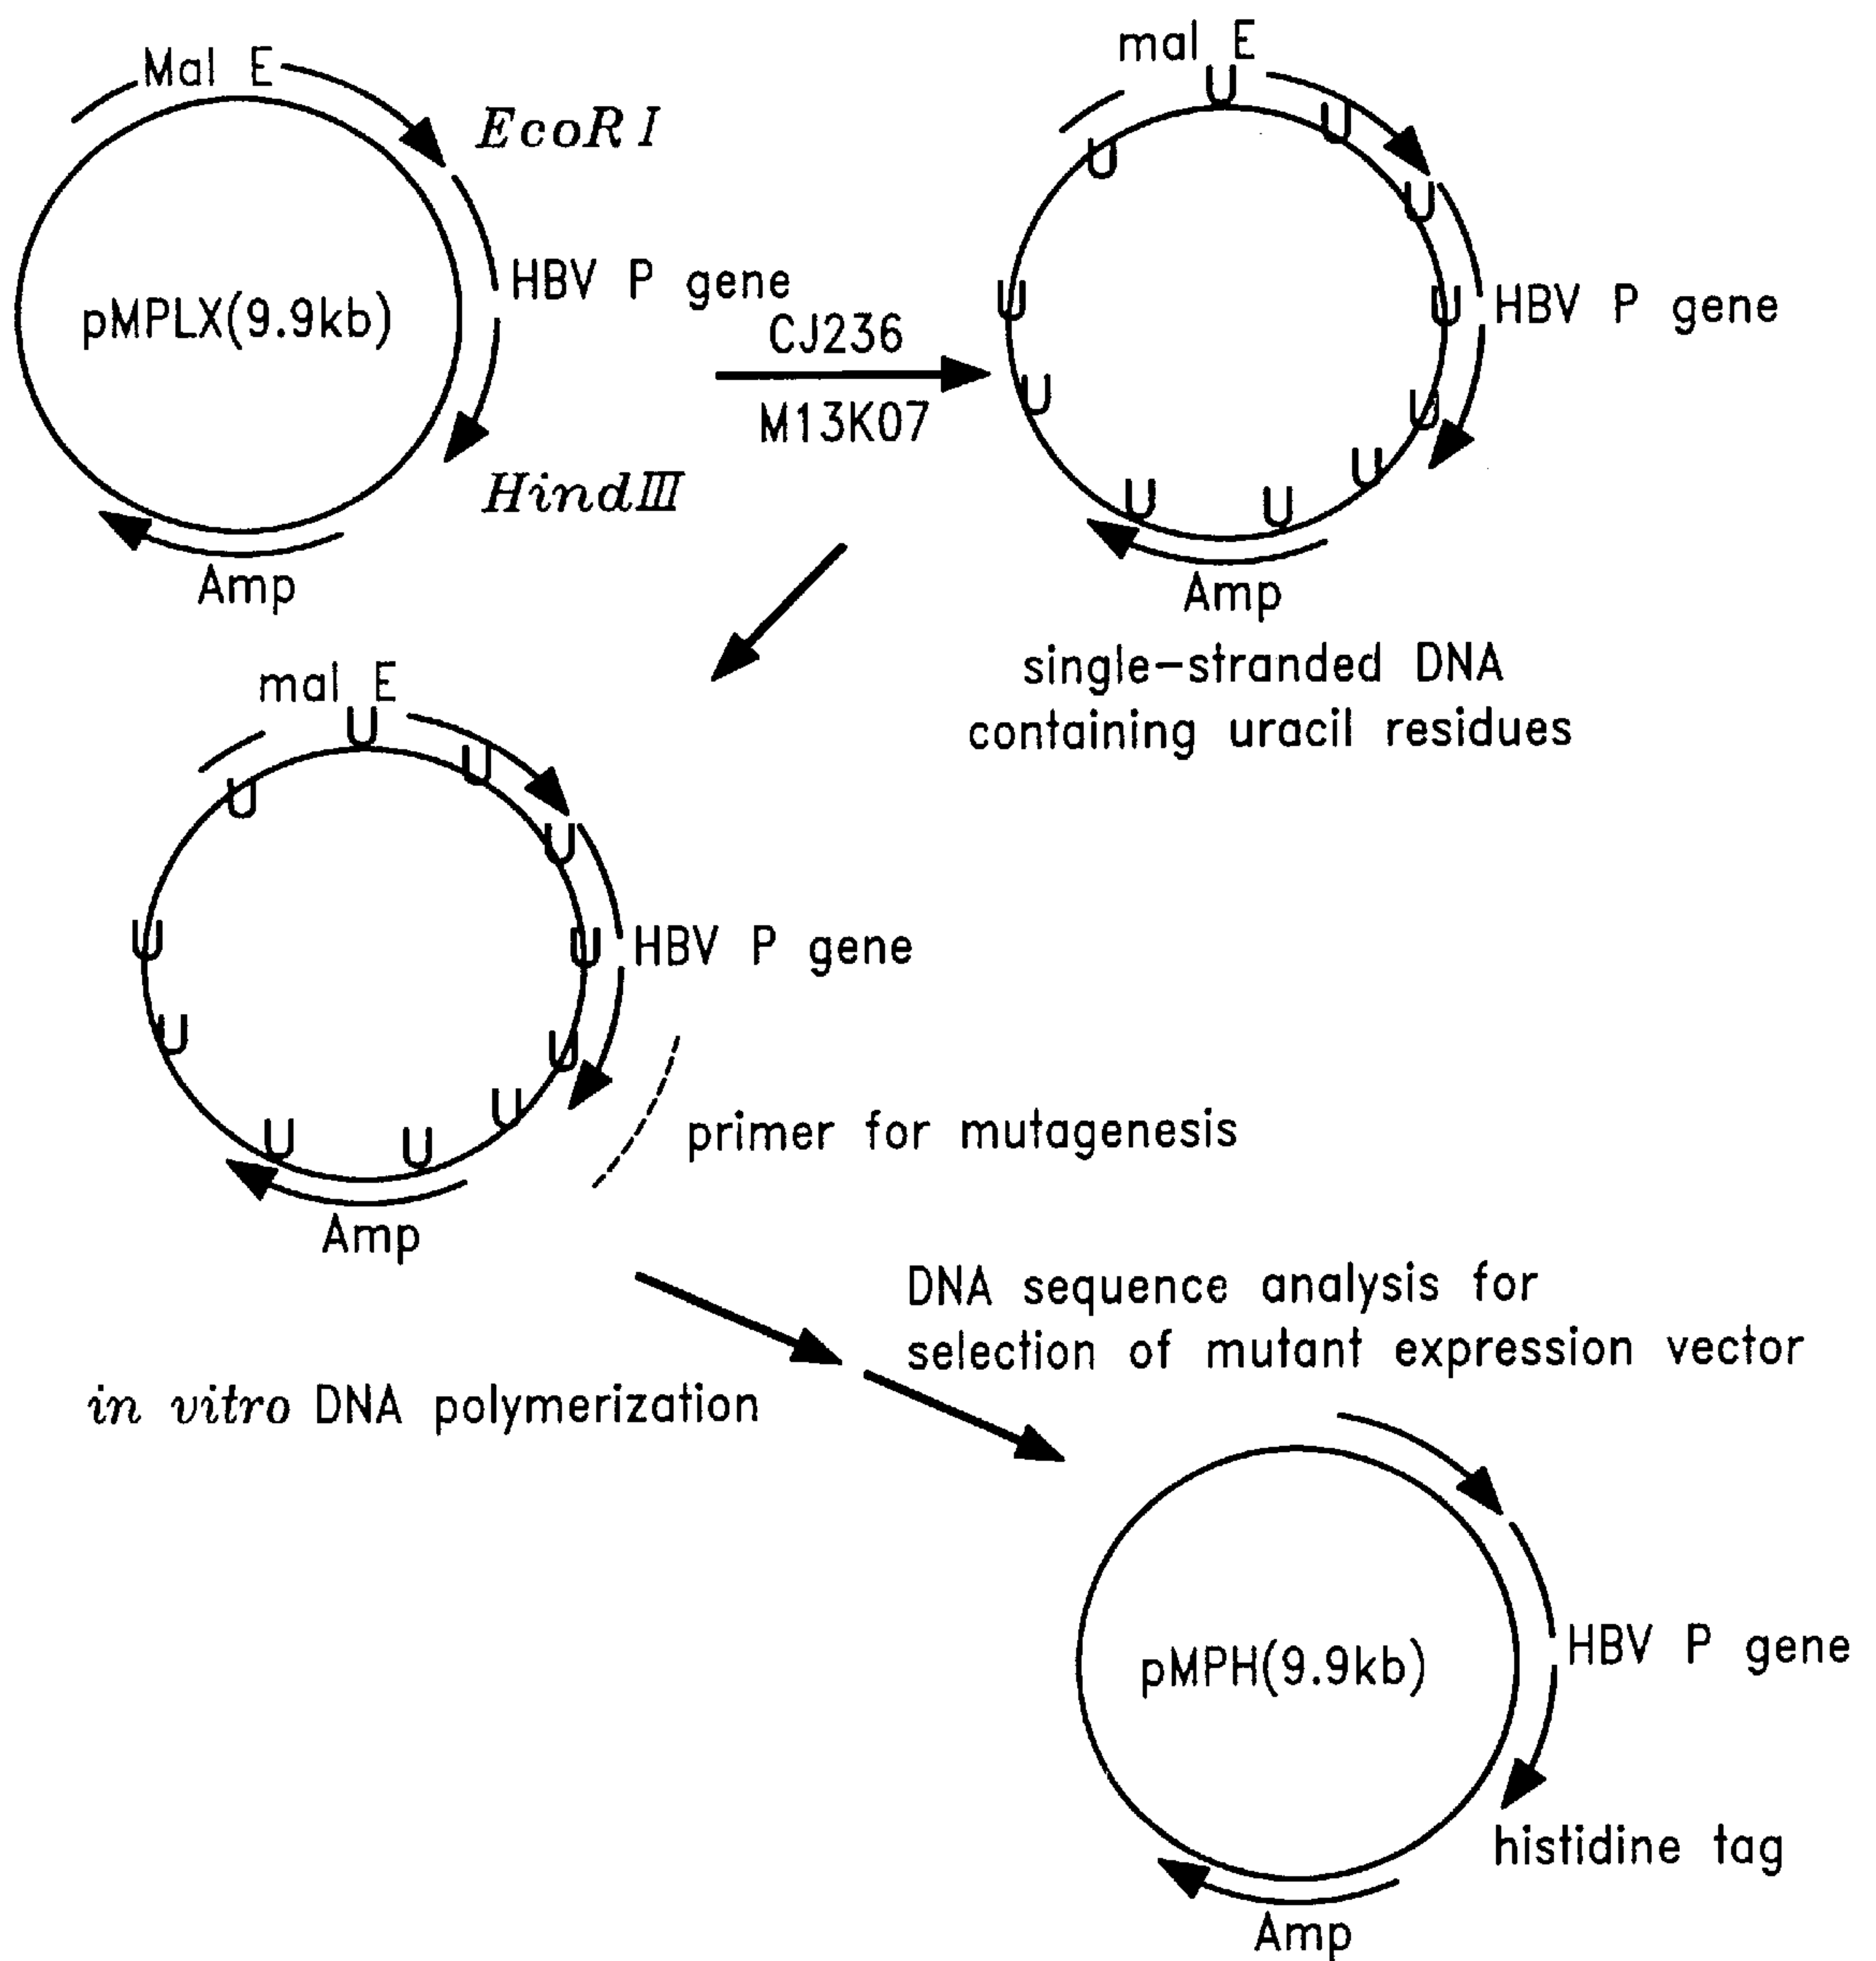 Mal E
EcoRI
HBV P gene
pMPLX(9.9kb)
HindⅢ
Amp
CJ236
M13K07
mal E
U
U
U
U
U
U
U
U
U
U
U
HBV P gene
Amp
single-stranded DNA
containing uracil residues
mal E
U
U
U
U
U
U
U
U
U
U
U
HBV P gene
primer for mutagenesis
Amp
in vitro DNA polymerization
DNA sequence analysis for
selection of mutant expression vector
HBV P gene
pMPH(9.9kb)
histidine tag
Amp